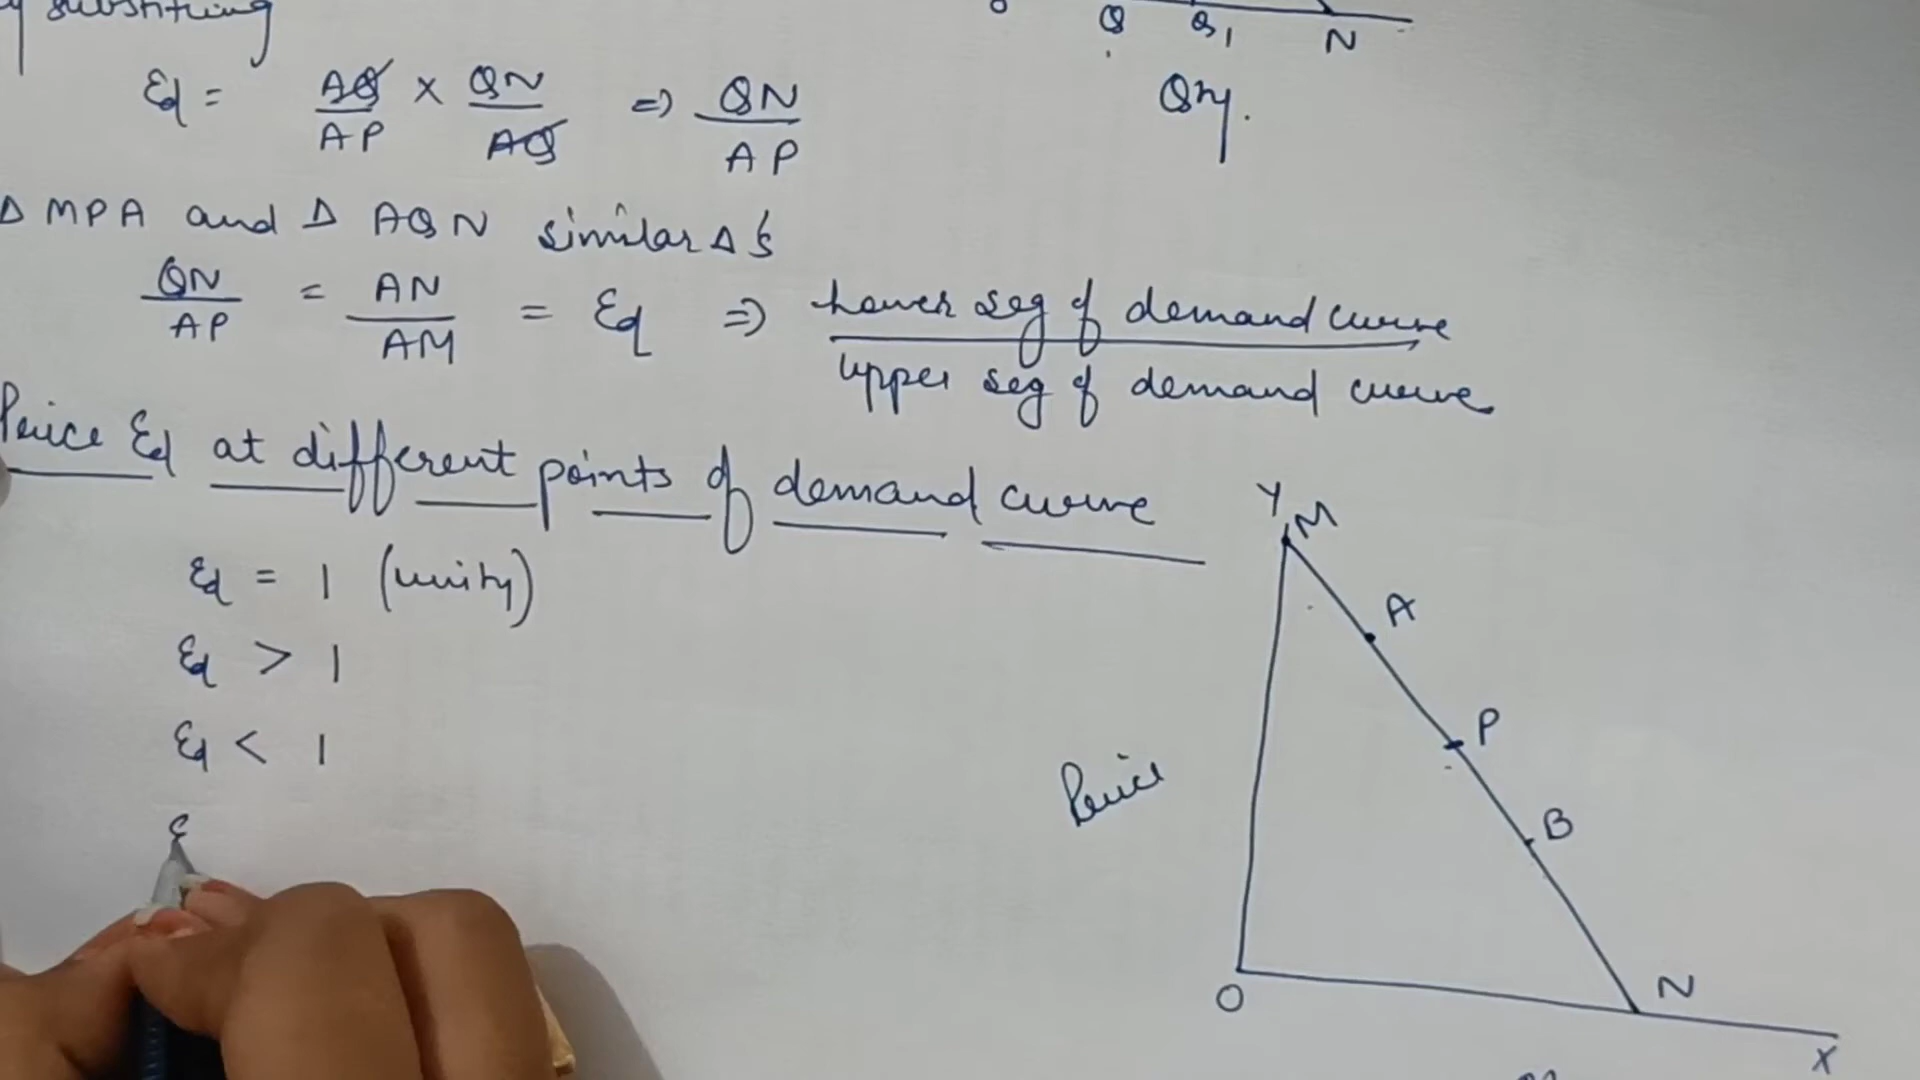 substituting
O Q Q1 N
Qty.
Ed = AQ/AP × QN/AQ => QN/AP
Δ MPA and Δ AQN similar Δ's
QN/AP = AN/AM = Ed => Lower seg of demand curve/upper seg of demand curve
Price Ed at different points of demand curve
Ed = 1 (unity)
Ed > 1
Ed < 1
E
Y M
A
P
Price
B
O
N
X